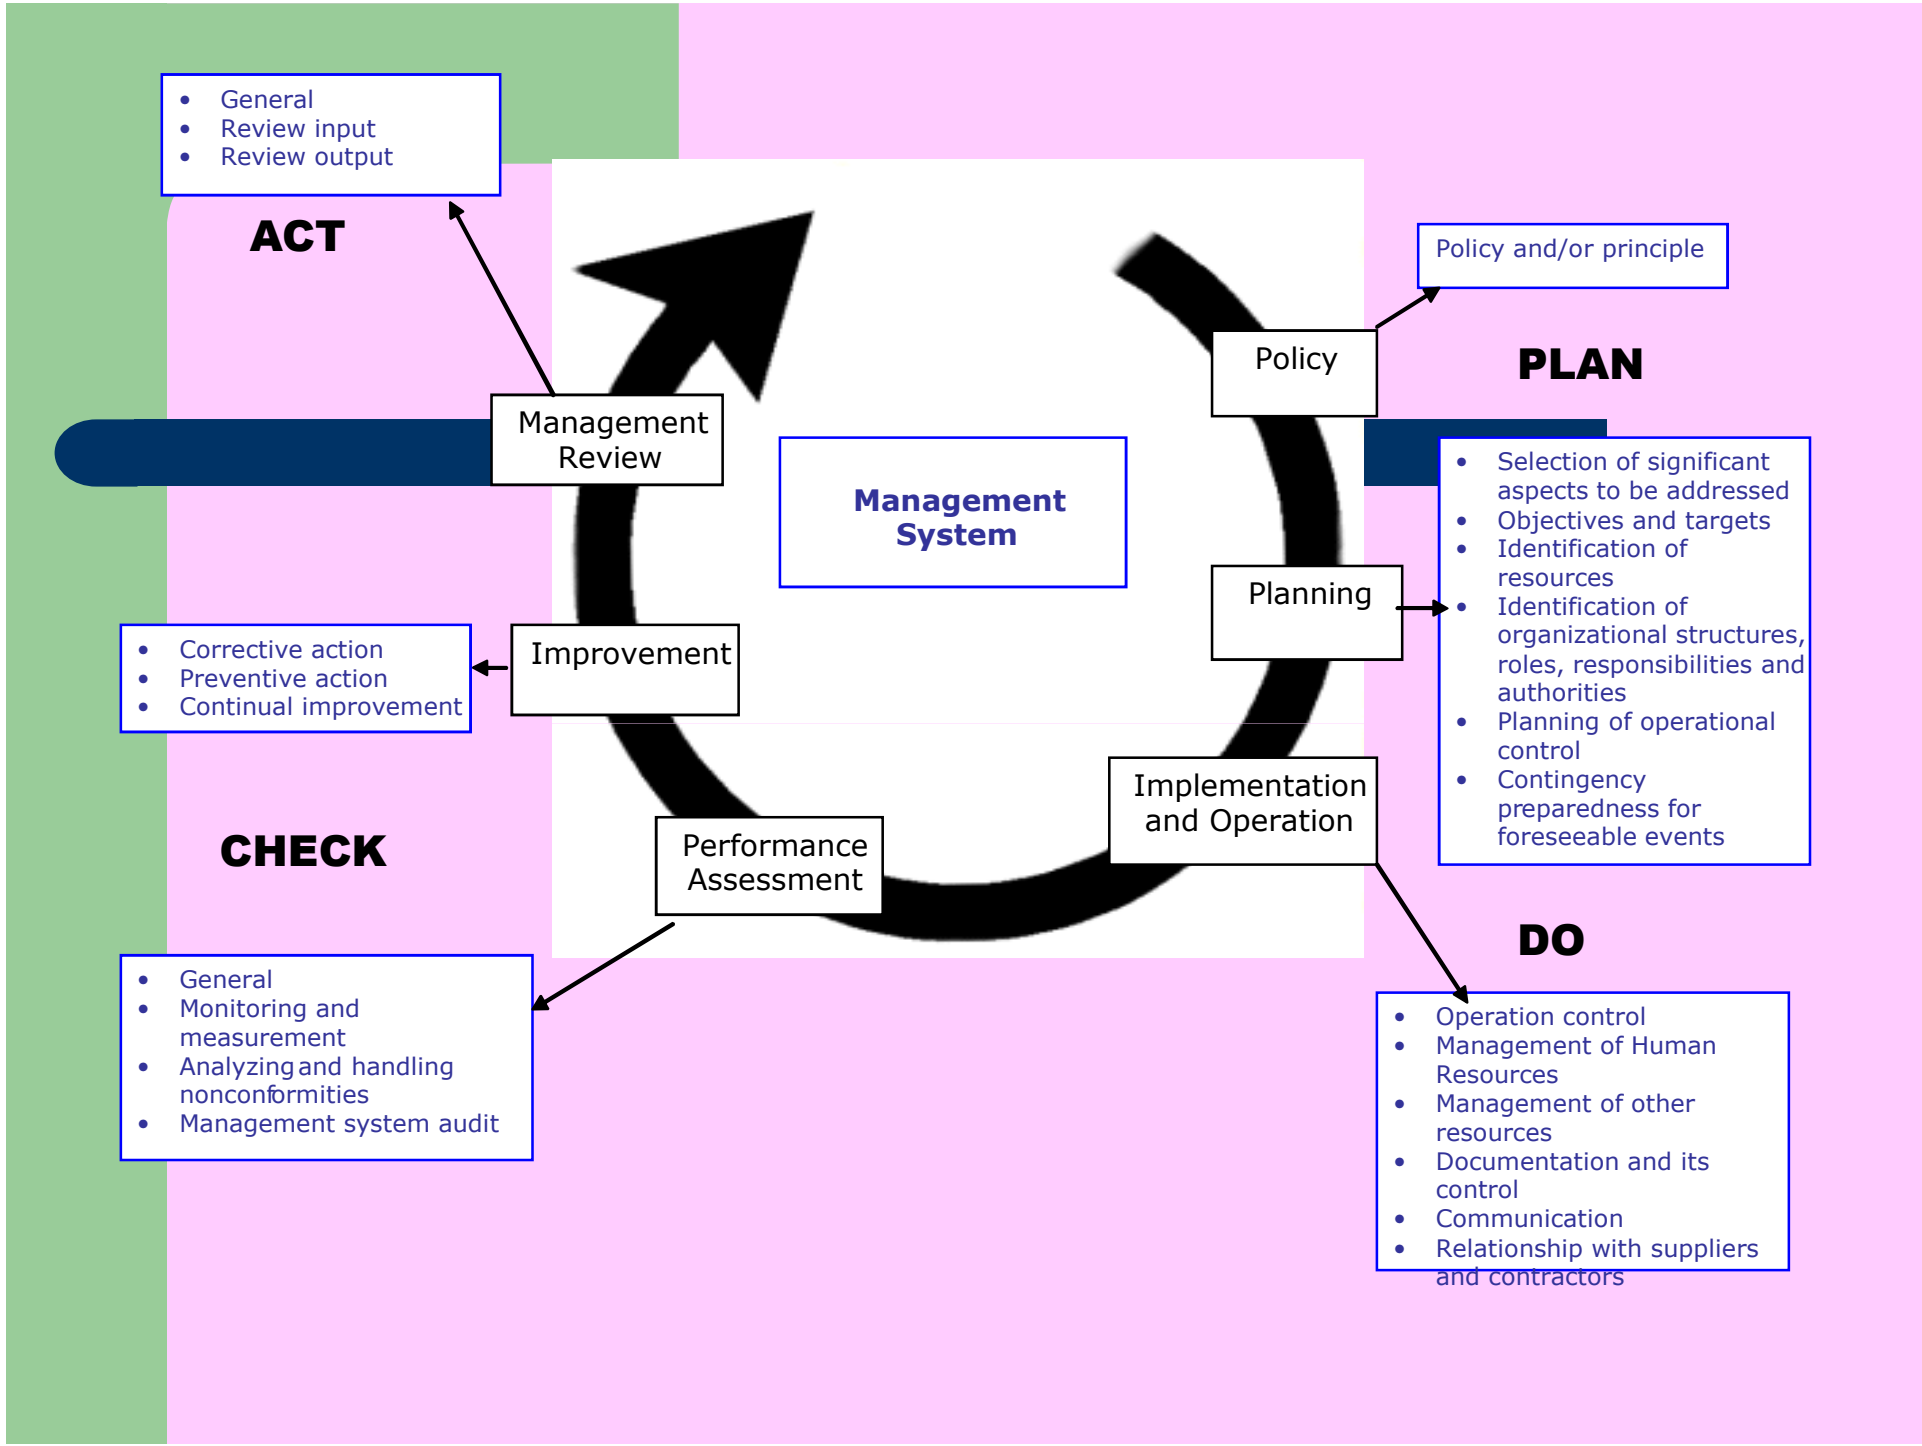 • General
• Review input
• Review output
ACT
Policy and/or principle
Policy
PLAN
Management
Review
Management
System
• Selection of significant
aspects to be addressed
• Objectives and targets
• Identification of
resources
• Identification of
organizational structures,
roles, responsibilities and
authorities
• Planning of operational
control
• Contingency
preparedness for
foreseeable events
Planning
Improvement
• Corrective action
• Preventive action
• Continual improvement
Implementation
and Operation
CHECK
Performance
Assessment
DO
• General
• Monitoring and
measurement
• Analyzing and handling
nonconformities
• Management system audit
• Operation control
• Management of Human
Resources
• Management of other
resources
• Documentation and its
control
• Communication
• Relationship with suppliers
and contractors